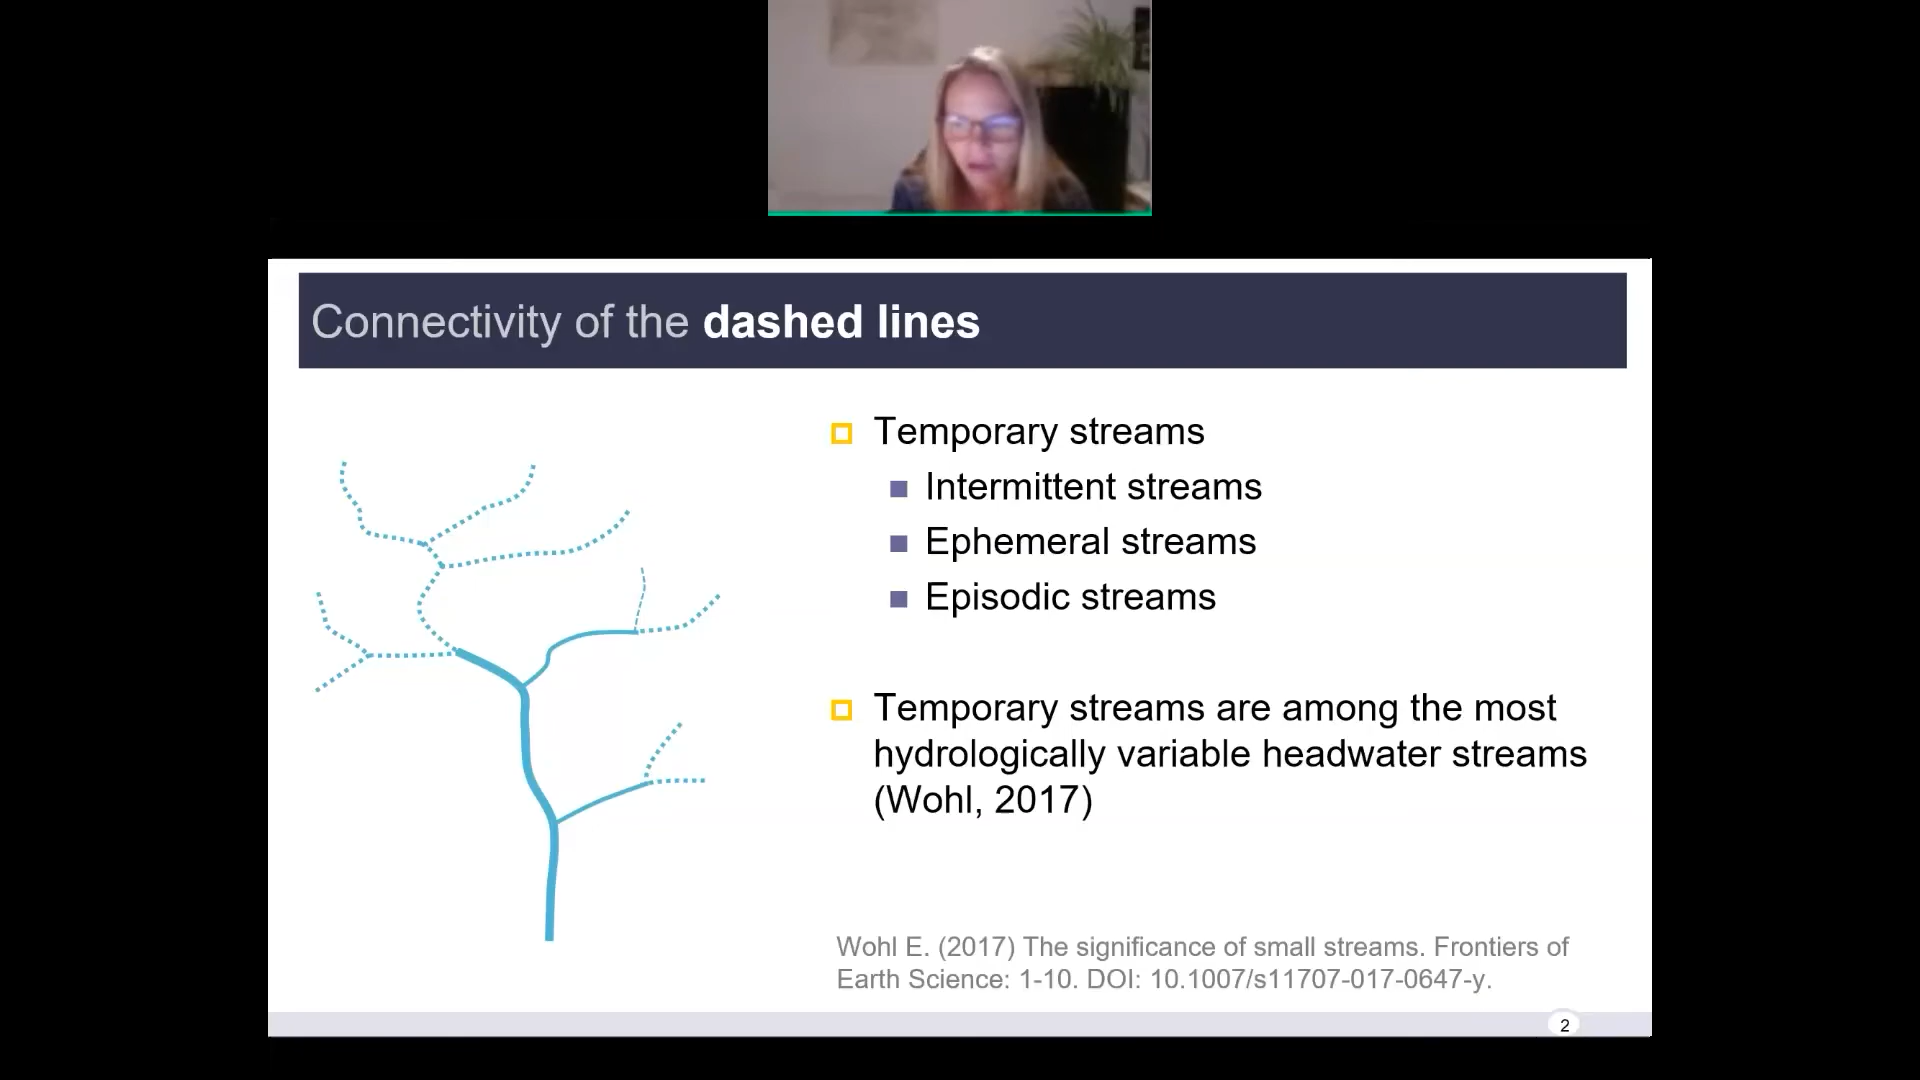 Connectivity of the dashed lines
Temporary streams
Intermittent streams
Ephemeral streams
Episodic streams
Temporary streams are among the most
hydrologically variable headwater streams
(Wohl, 2017)
Wohl E. (2017) The significance of small streams. Frontiers of
Earth Science: 1-10. DOI: 10.1007/s11707-017-0647-y.
2